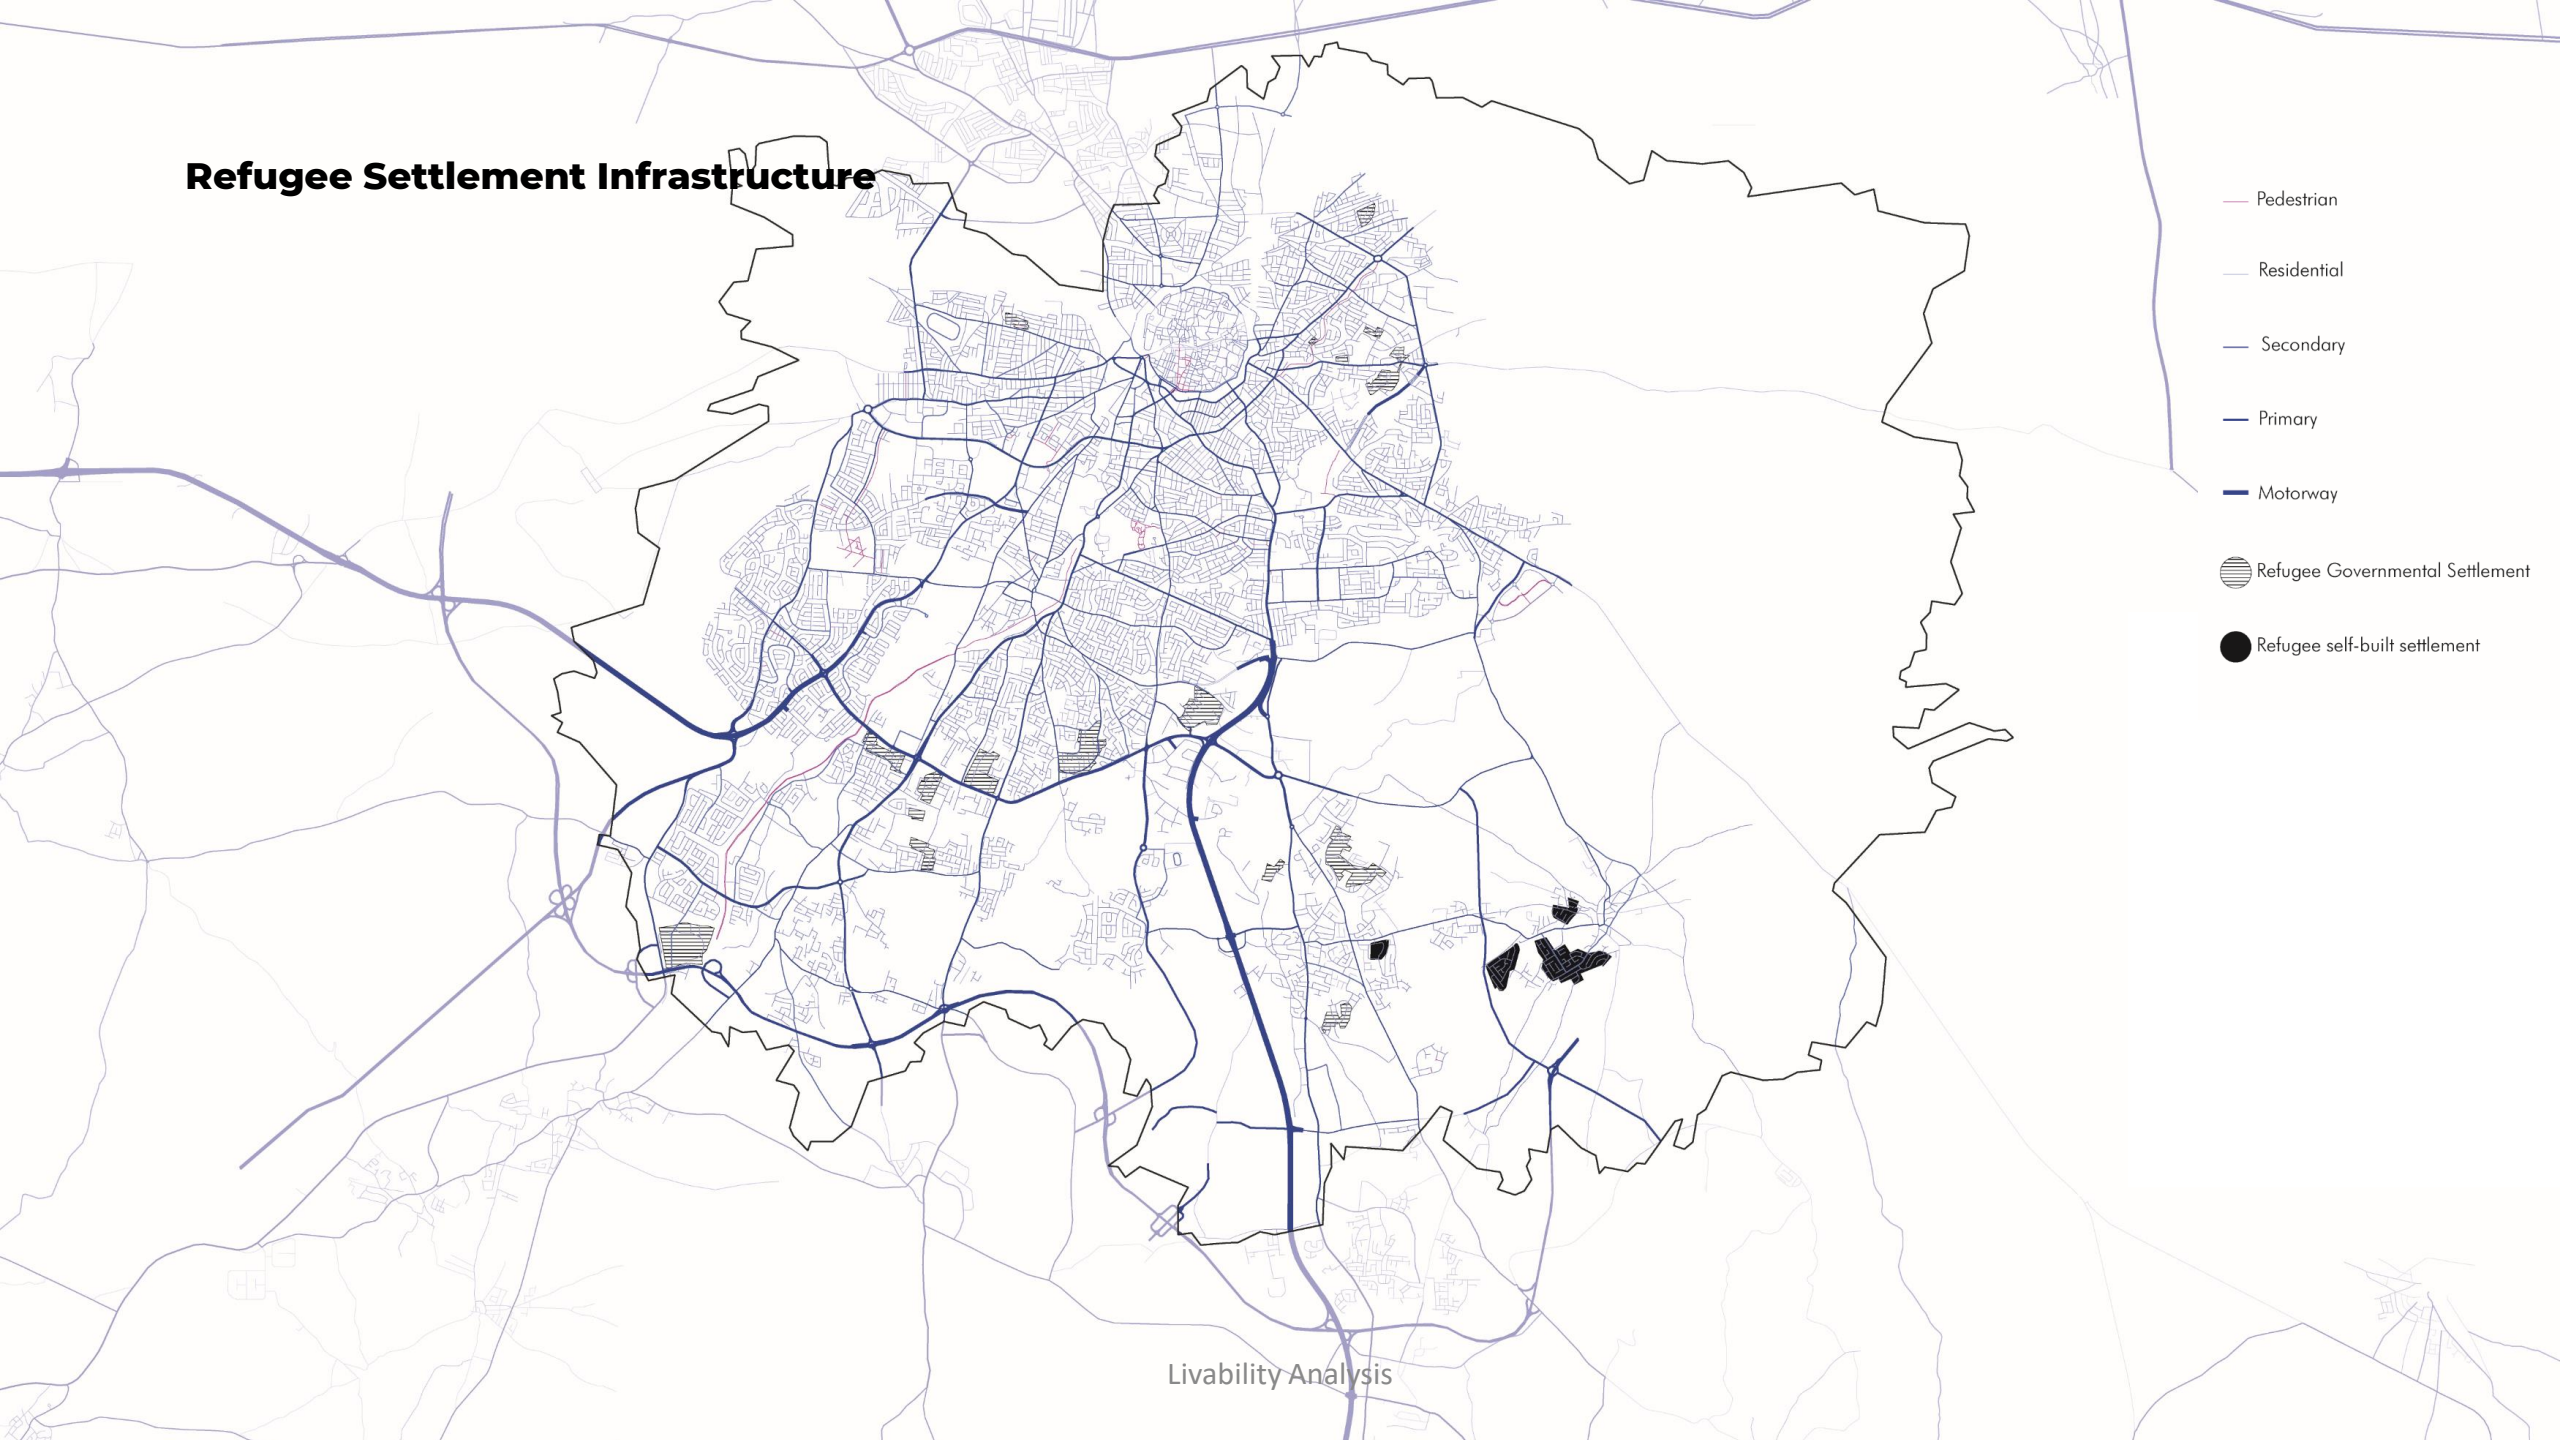 Refugee Settlement Infrastructure
Pedestrian
Residential
Secondary
Primary
Motorway
Refugee Governmental Settlement
Refugee self-built settlement
Livability Analysis